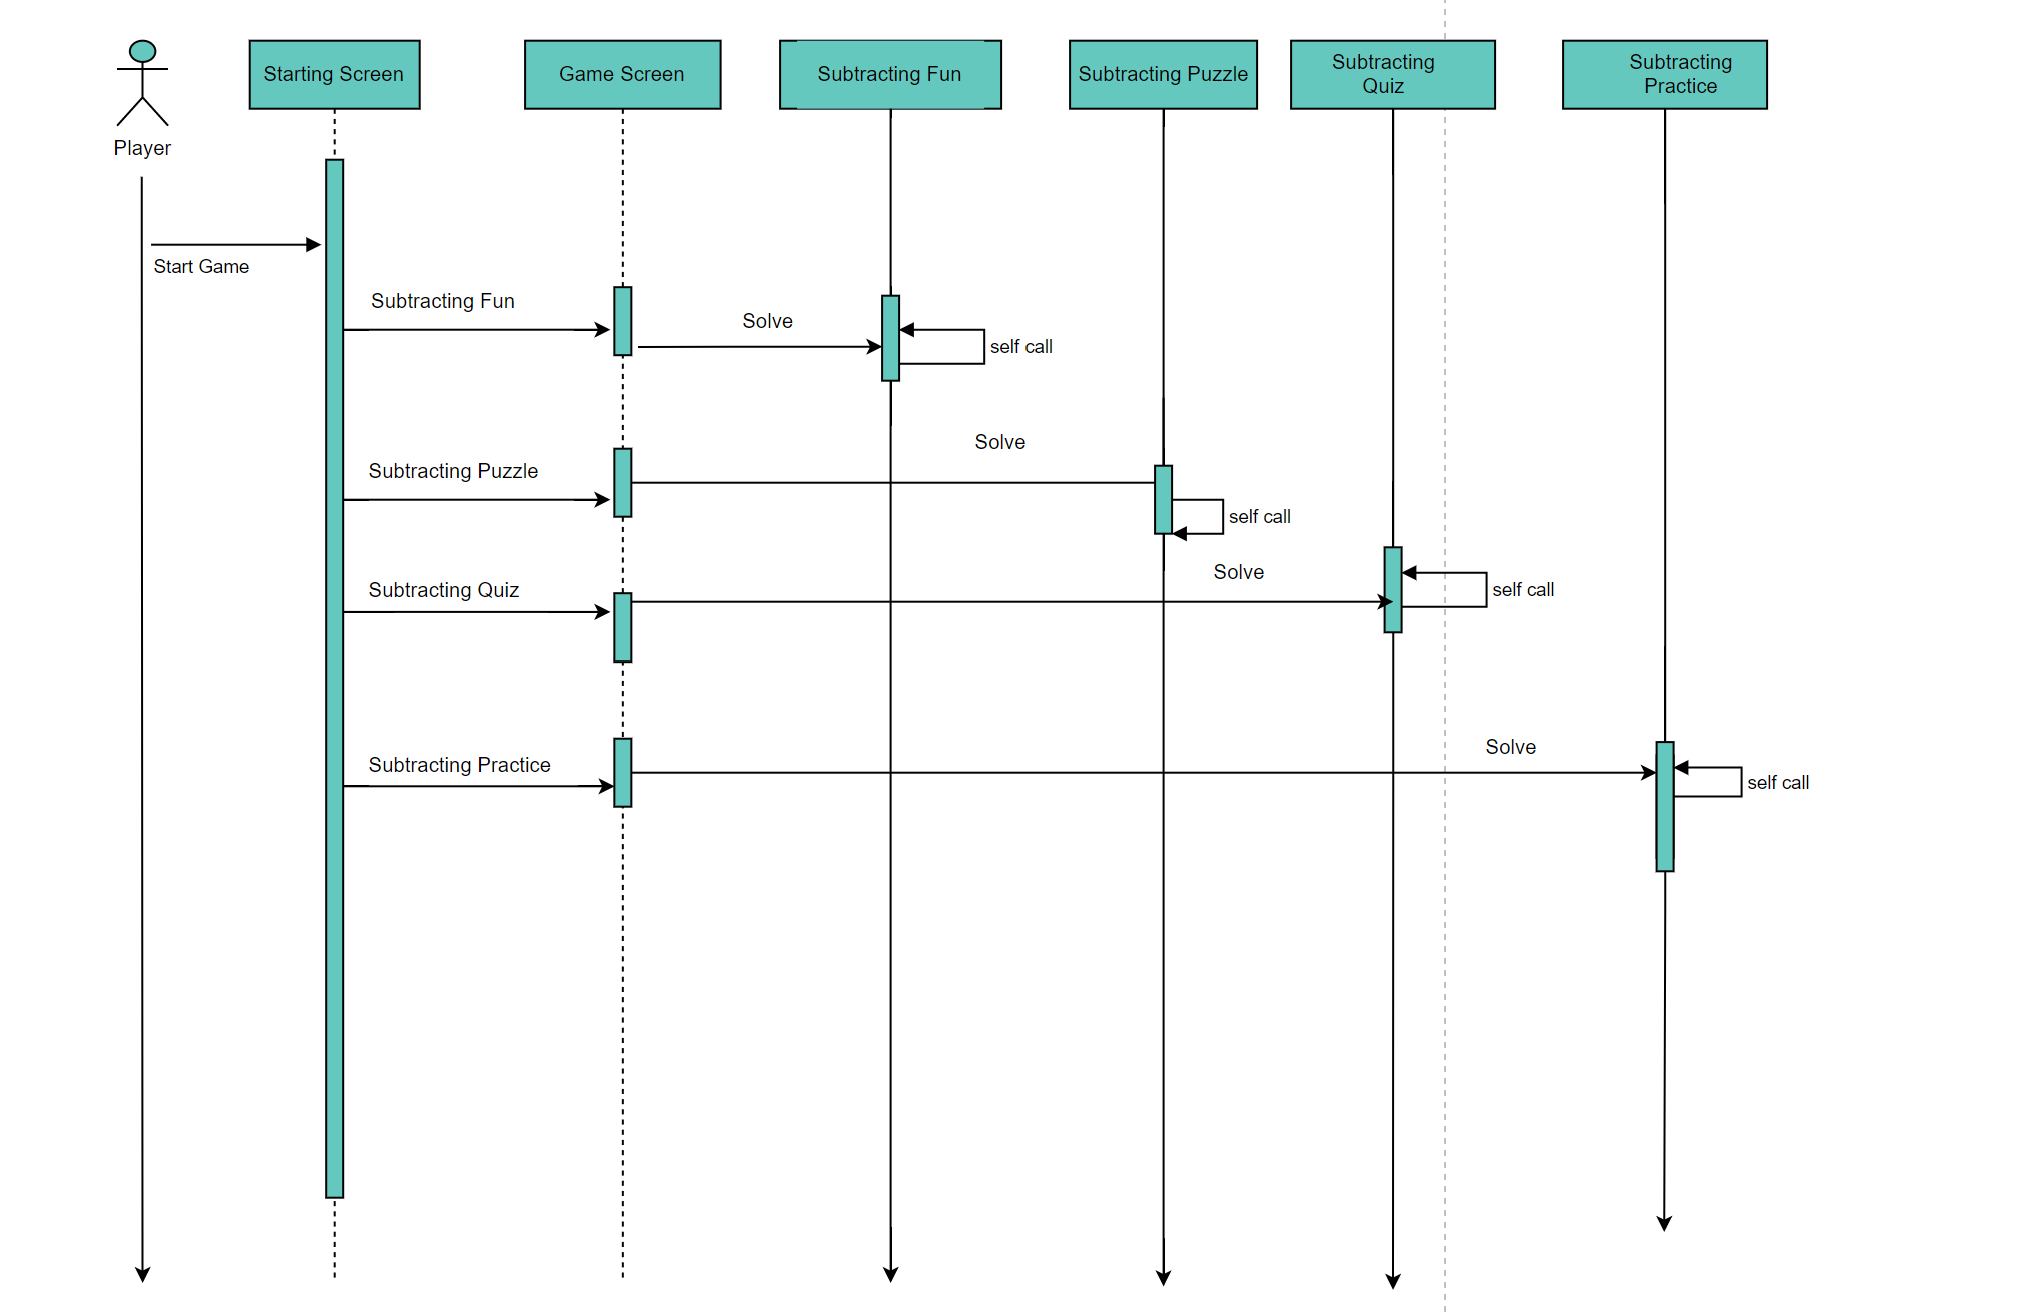 Starting Screen
Game Screen
Subtracting Fun
Subtracting Puzzle
Subtracting
Quiz
Subtracting
Practice
Player
Start Game
Subtracting Fun
Solve
self call
Solve
Subtracting Puzzle
self call
Solve
Subtracting Quiz
self call
Solve
Subtracting Practice
self call